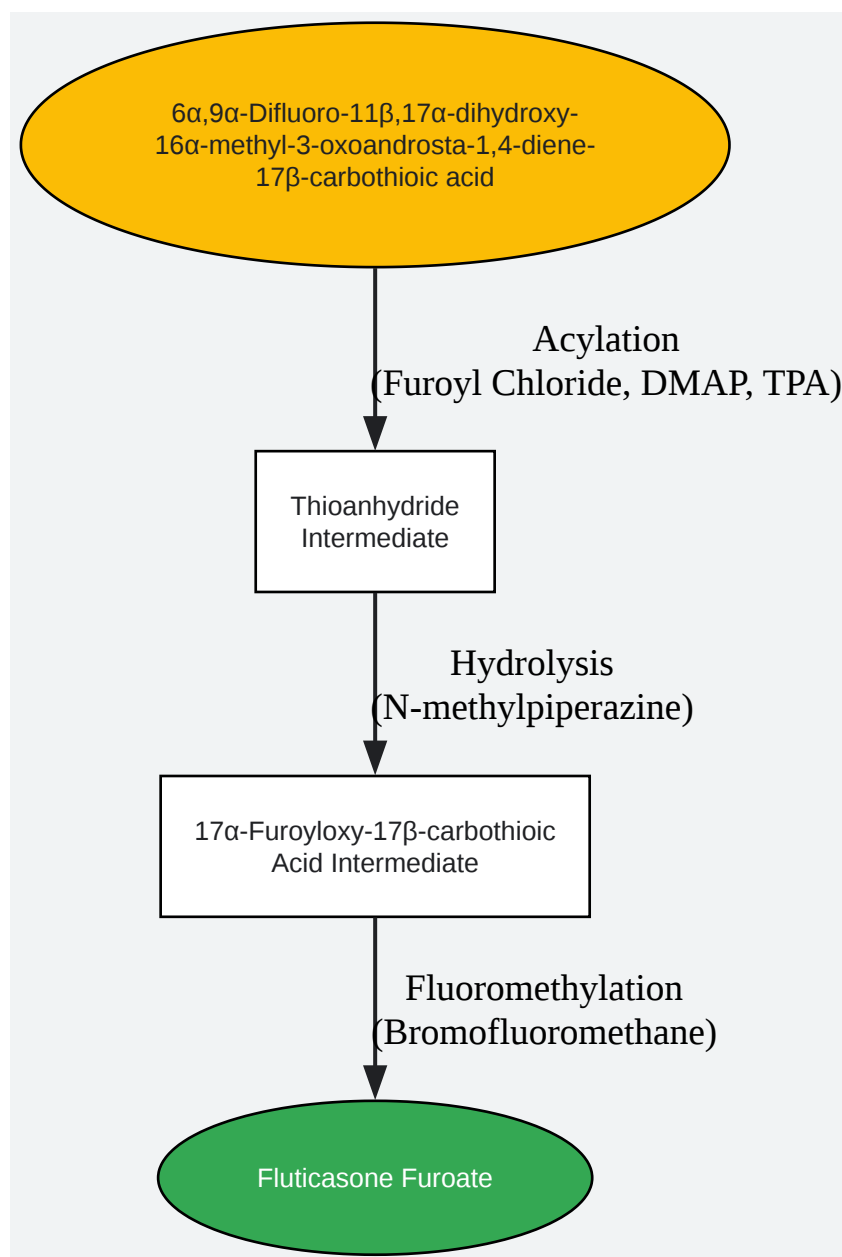 6α,9α-Difluoro-11β,17α-dihydroxy-
16α-methyl-3-oxoandrosta-1,4-diene-
17β-carbothioic acid
Acylation
(Furoyl Chloride, DMAP, TPA)
Thioanhydride
Intermediate
Hydrolysis
(N-methylpiperazine)
17α-Furoyloxy-17β-carbothioic
Acid Intermediate
Fluoromethylation
(Bromofluoromethane)
Fluticasone Furoate